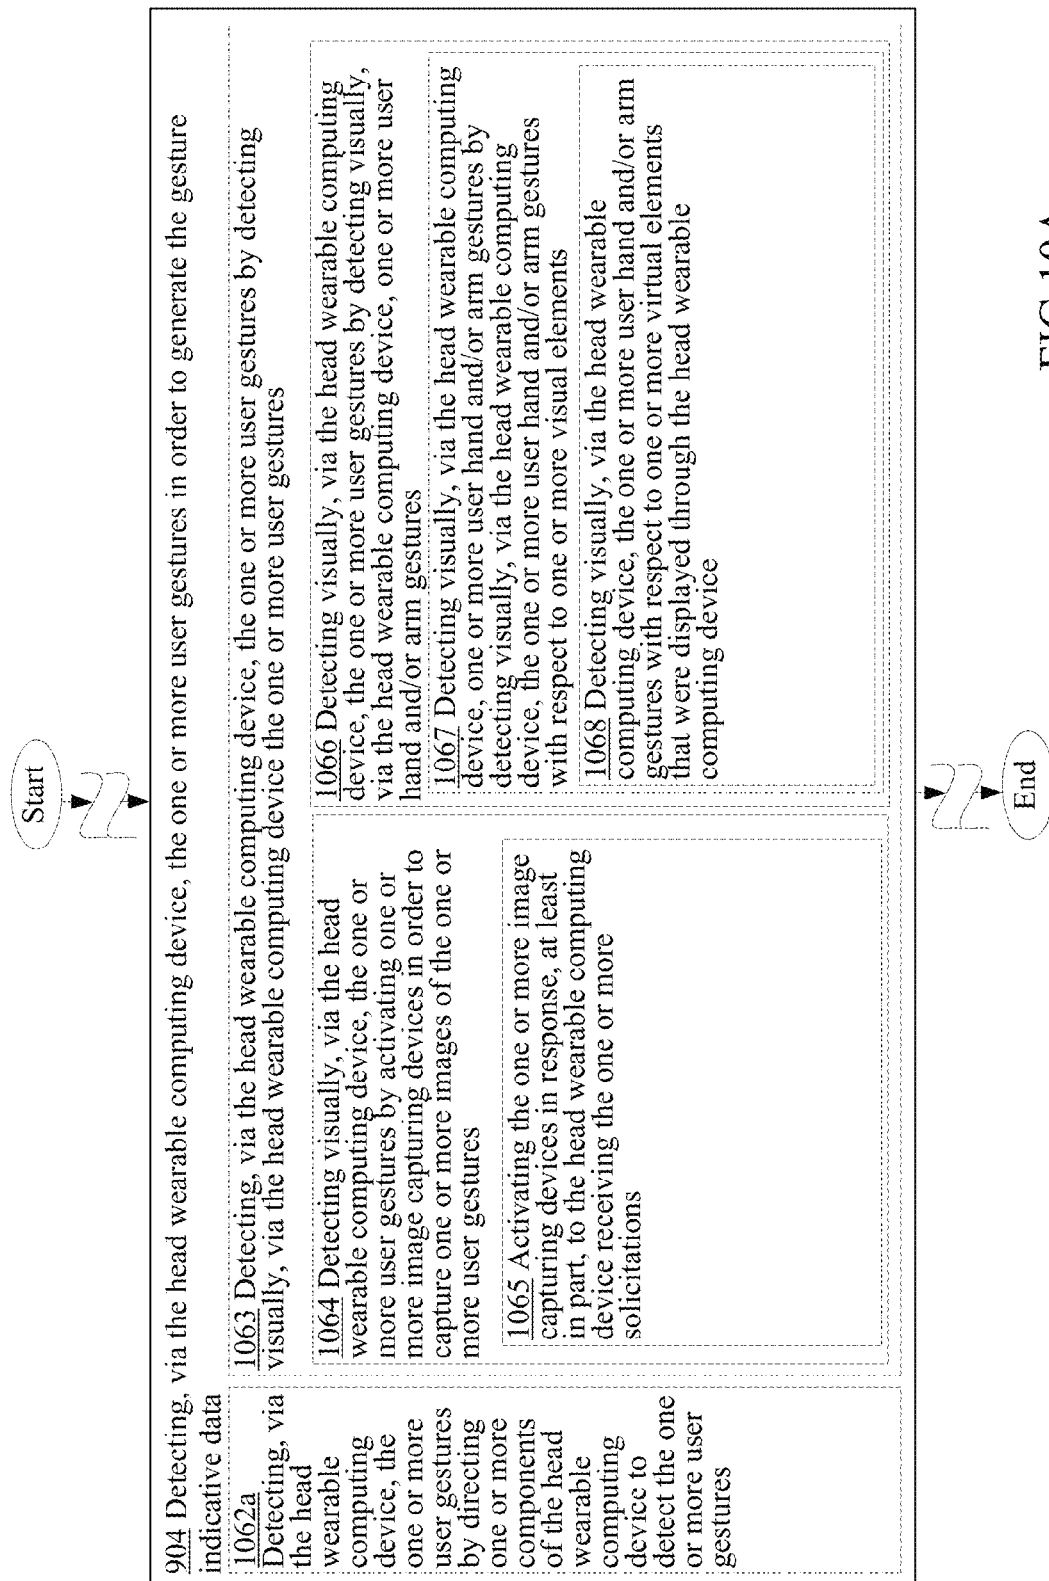 Start
904 Detecting, via the head wearable computing device, the one or more user gestures in order to generate the gesture
indicative data
1062a
Detecting, via
the head
wearable
computing
device, the
one or more
user gestures
by directing
one or more
components
of the head
wearable
computing
device to
detect the one
or more user
gestures
1063 Detecting, via the head wearable computing device, the one or more user gestures by detecting
visually, via the head wearable computing device the one or more user gestures
1064 Detecting visually, via the head
wearable computing device, the one or
more user gestures by activating one or
more image capturing devices in order to
capture one or more images of the one or
more user gestures
1065 Activating the one or more image
capturing devices in response, at least
in part, to the head wearable computing
device receiving the one or more
solicitations
1066 Detecting visually, via the head wearable computing
device, the one or more user gestures by detecting visually,
via the head wearable computing device, one or more user
hand and/or arm gestures
1067 Detecting visually, via the head wearable computing
device, one or more user hand and/or arm gestures by
detecting visually, via the head wearable computing
device, the one or more user hand and/or arm gestures
with respect to one or more visual elements
1068 Detecting visually, via the head wearable
computing device, the one or more user hand and/or arm
gestures with respect to one or more virtual elements
that were displayed through the head wearable
computing device
End
FIG.10A